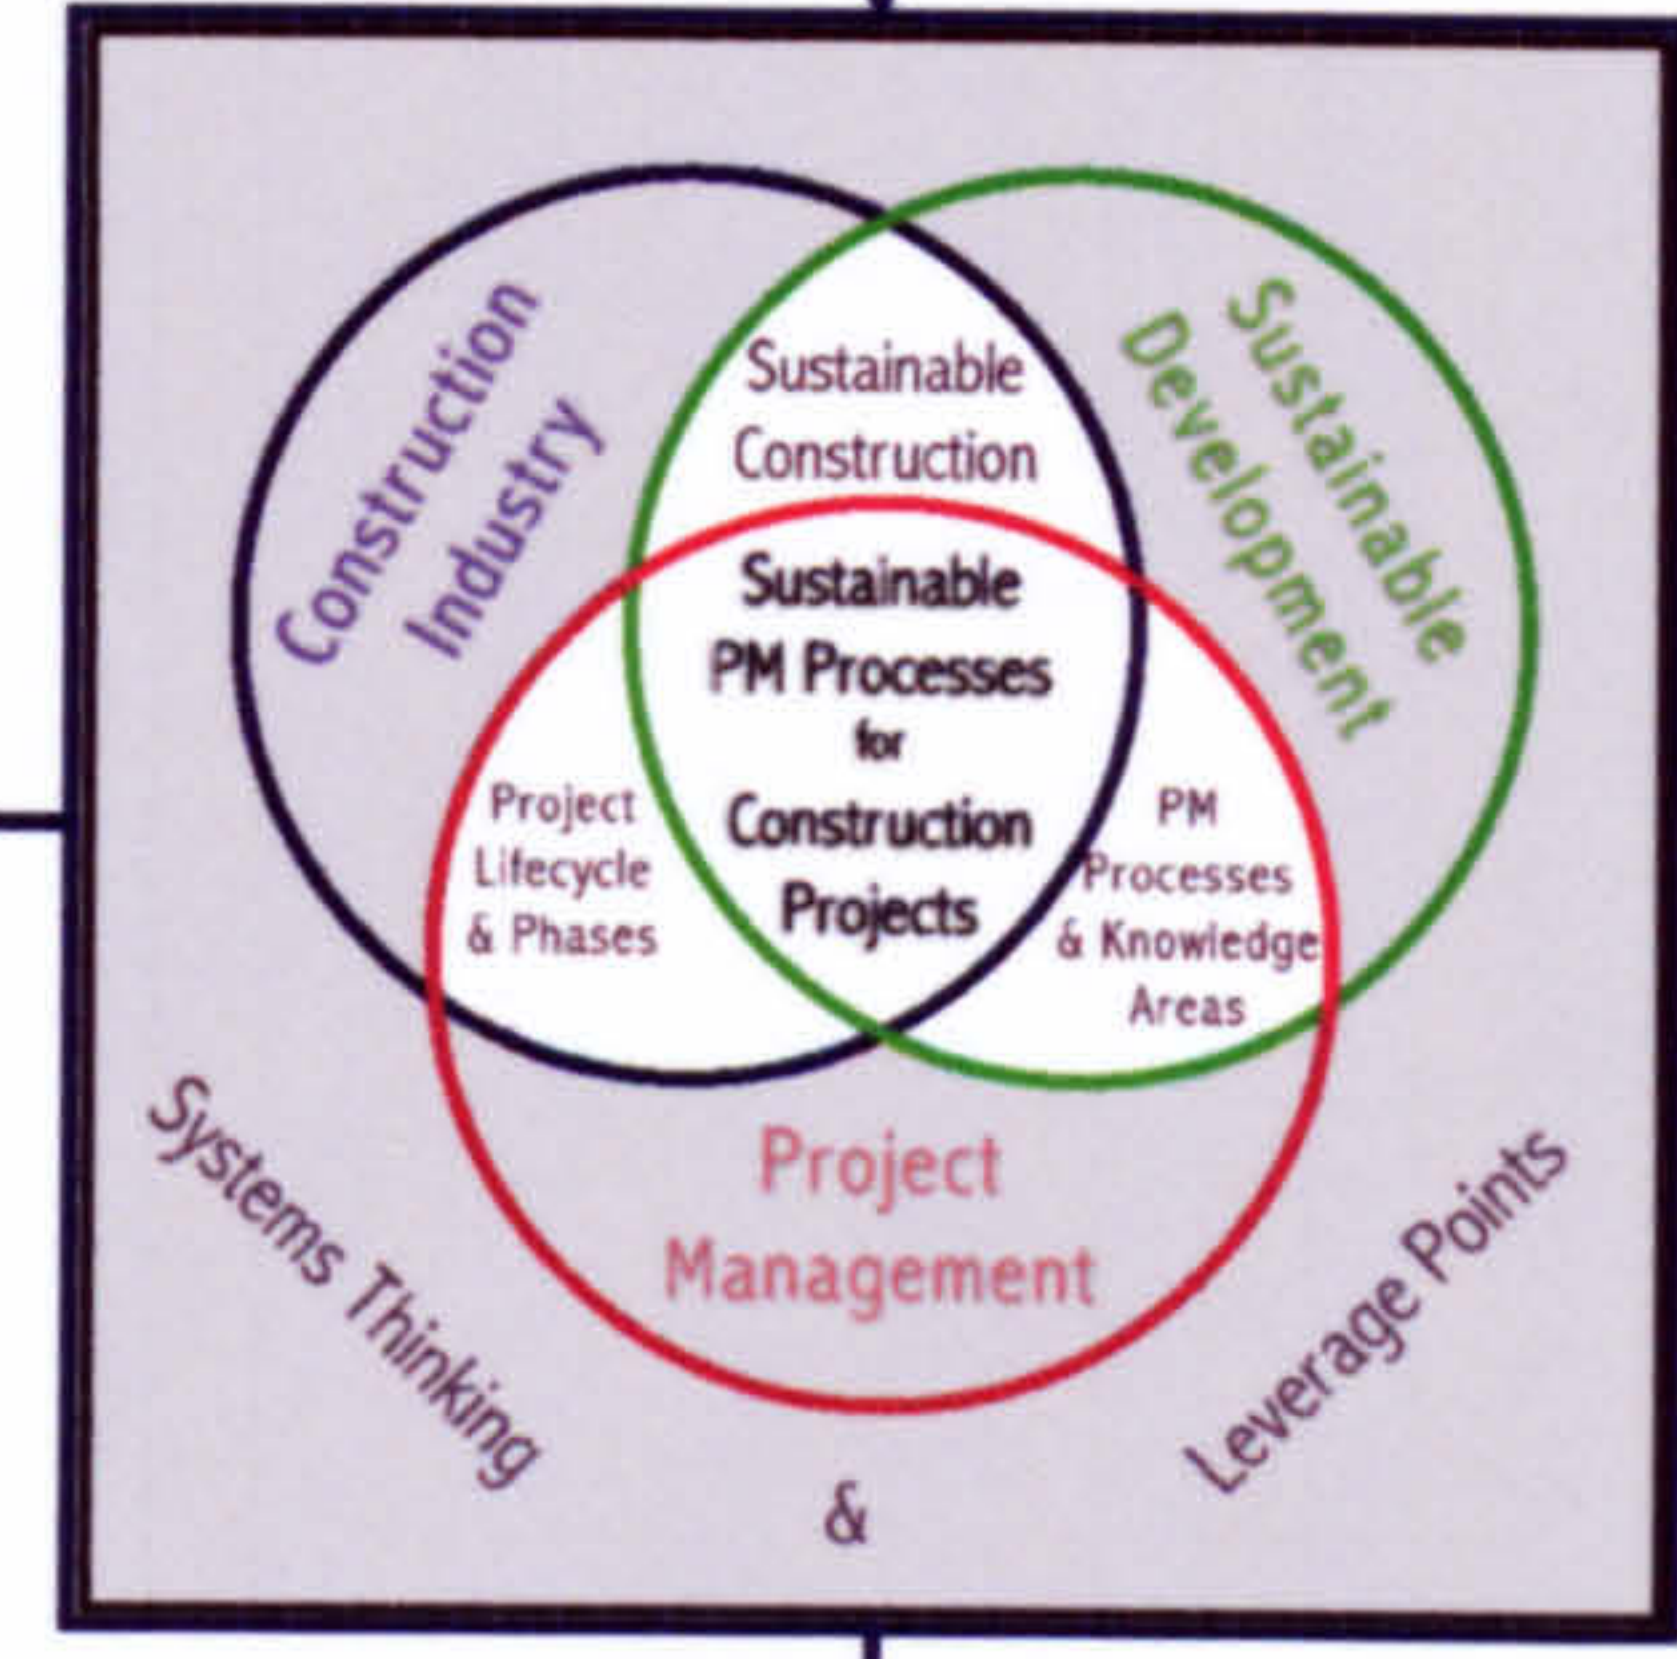 Construction
Industry
Sustainable
Development
Sustainable
Construction
Sustainable
PM Processes
for
Construction
Projects
Project
Lifecycle
& Phases
PM
Processes
& Knowledge
Areas
Project
Management
Systems Thinking
&
Leverage Points